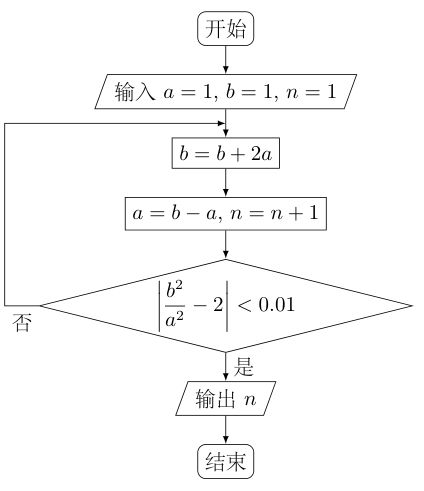 开始
输入 a = 1, b = 1, n = 1
b = b + 2a
a = b − a, n = n + 1
|b²/a² − 2| < 0.01
否
是
输出 n
结束